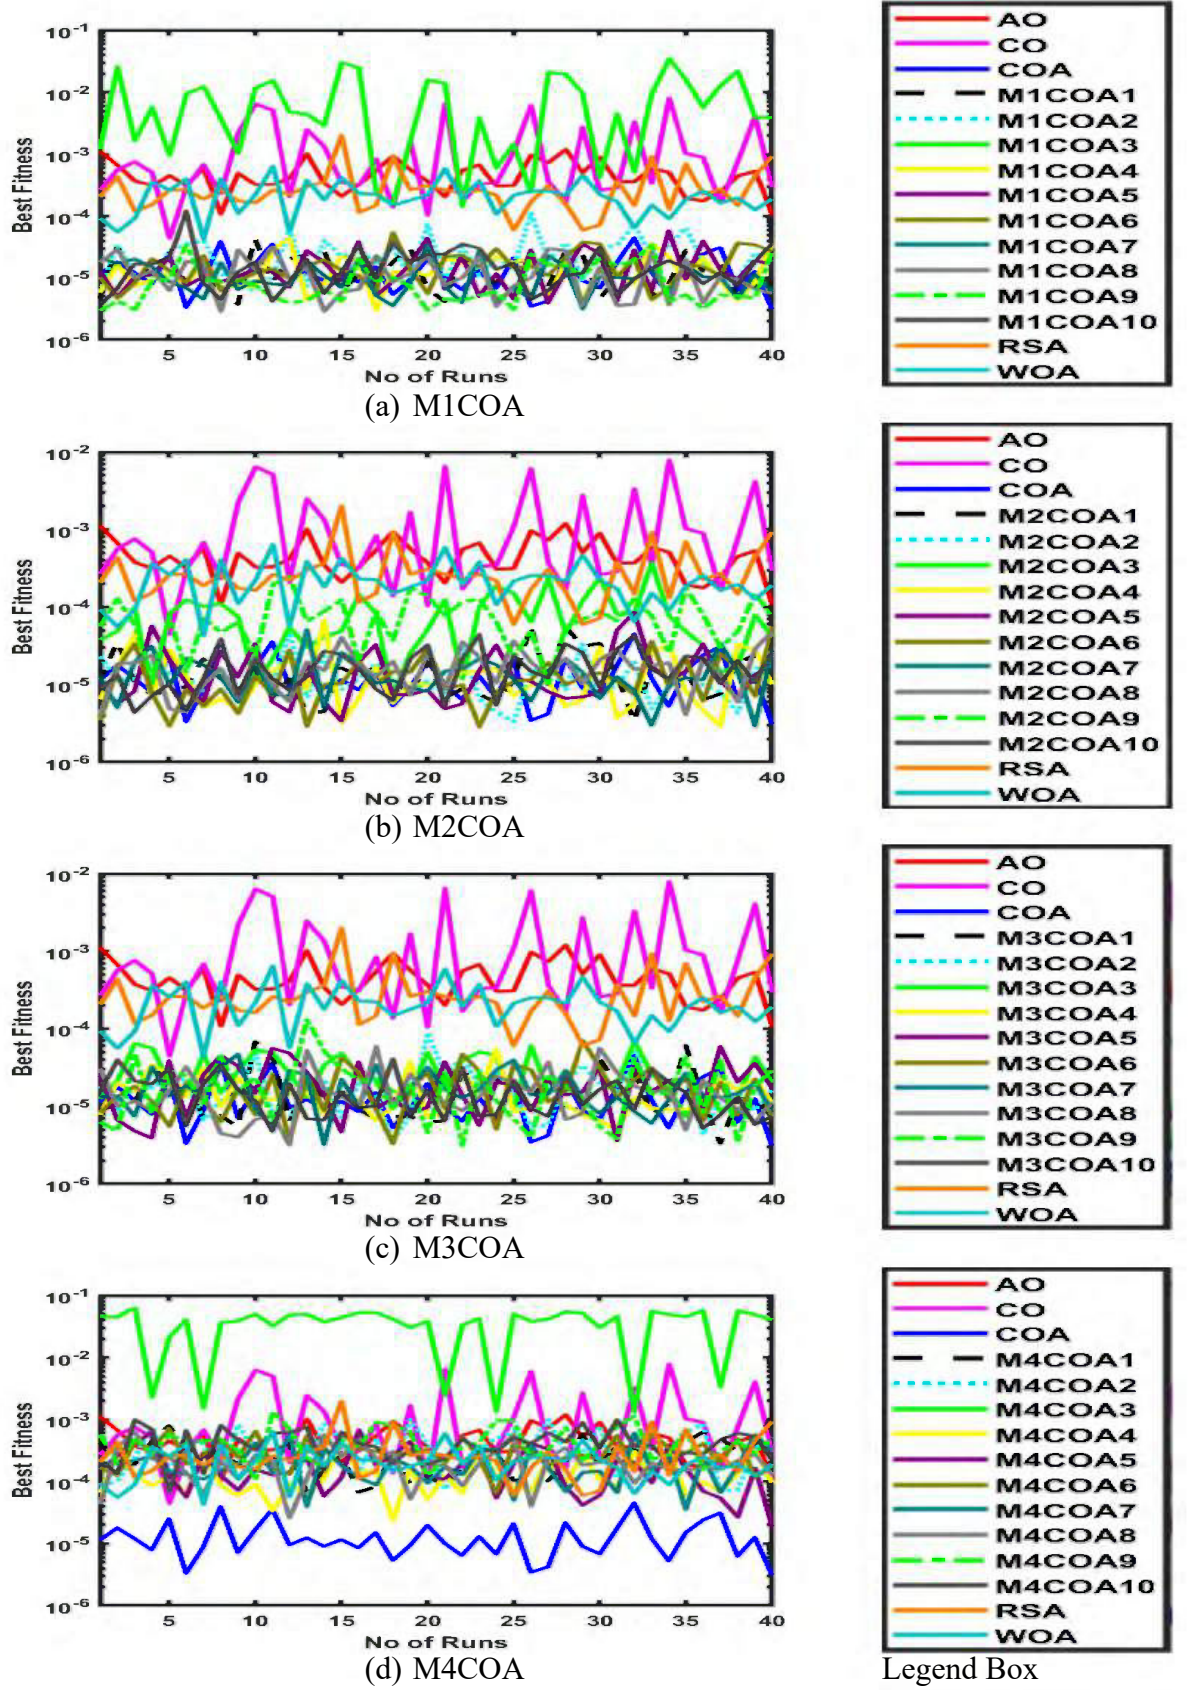 10-1
10-2
10-3
10-4
10-5
10-6
Best Fitness
5 10 15 20 25 30 35 40
No of Runs
(a) M1COA
AO
CO
COA
M1COA1
M1COA2
M1COA3
M1COA4
M1COA5
M1COA6
M1COA7
M1COA8
M1COA9
M1COA10
RSA
WOA
10-2
10-3
10-4
10-5
10-6
Best Fitness
5 10 15 20 25 30 35 40
No of Runs
(b) M2COA
AO
CO
COA
M2COA1
M2COA2
M2COA3
M2COA4
M2COA5
M2COA6
M2COA7
M2COA8
M2COA9
M2COA10
RSA
WOA
10-2
10-3
10-4
10-5
10-6
Best Fitness
5 10 15 20 25 30 35 40
No of Runs
(c) M3COA
AO
CO
COA
M3COA1
M3COA2
M3COA3
M3COA4
M3COA5
M3COA6
M3COA7
M3COA8
M3COA9
M3COA10
RSA
WOA
10-1
10-2
10-3
10-4
10-5
10-6
Best Fitness
5 10 15 20 25 30 35 40
No of Runs
(d) M4COA
AO
CO
COA
M4COA1
M4COA2
M4COA3
M4COA4
M4COA5
M4COA6
M4COA7
M4COA8
M4COA9
M4COA10
RSA
WOA
Legend Box